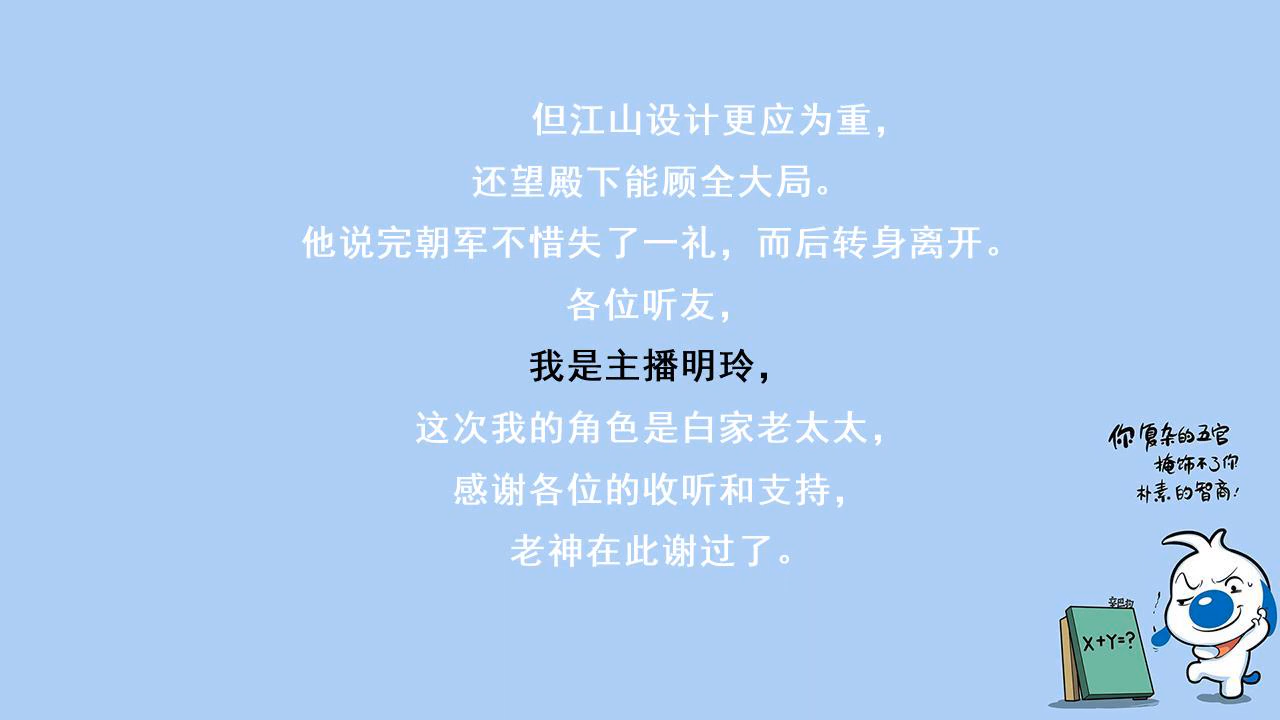 但江山设计更应为重，
还望殿下能顾全大局。
他说完朝军不惜失了一礼，而后转身离开。
各位听友，
我是主播明玲，
这次我的角色是白家老太太，
感谢各位的收听和支持，
老神在此谢过了。
你复杂的五官
掩饰不了你
朴素的智商！
X+Y=?